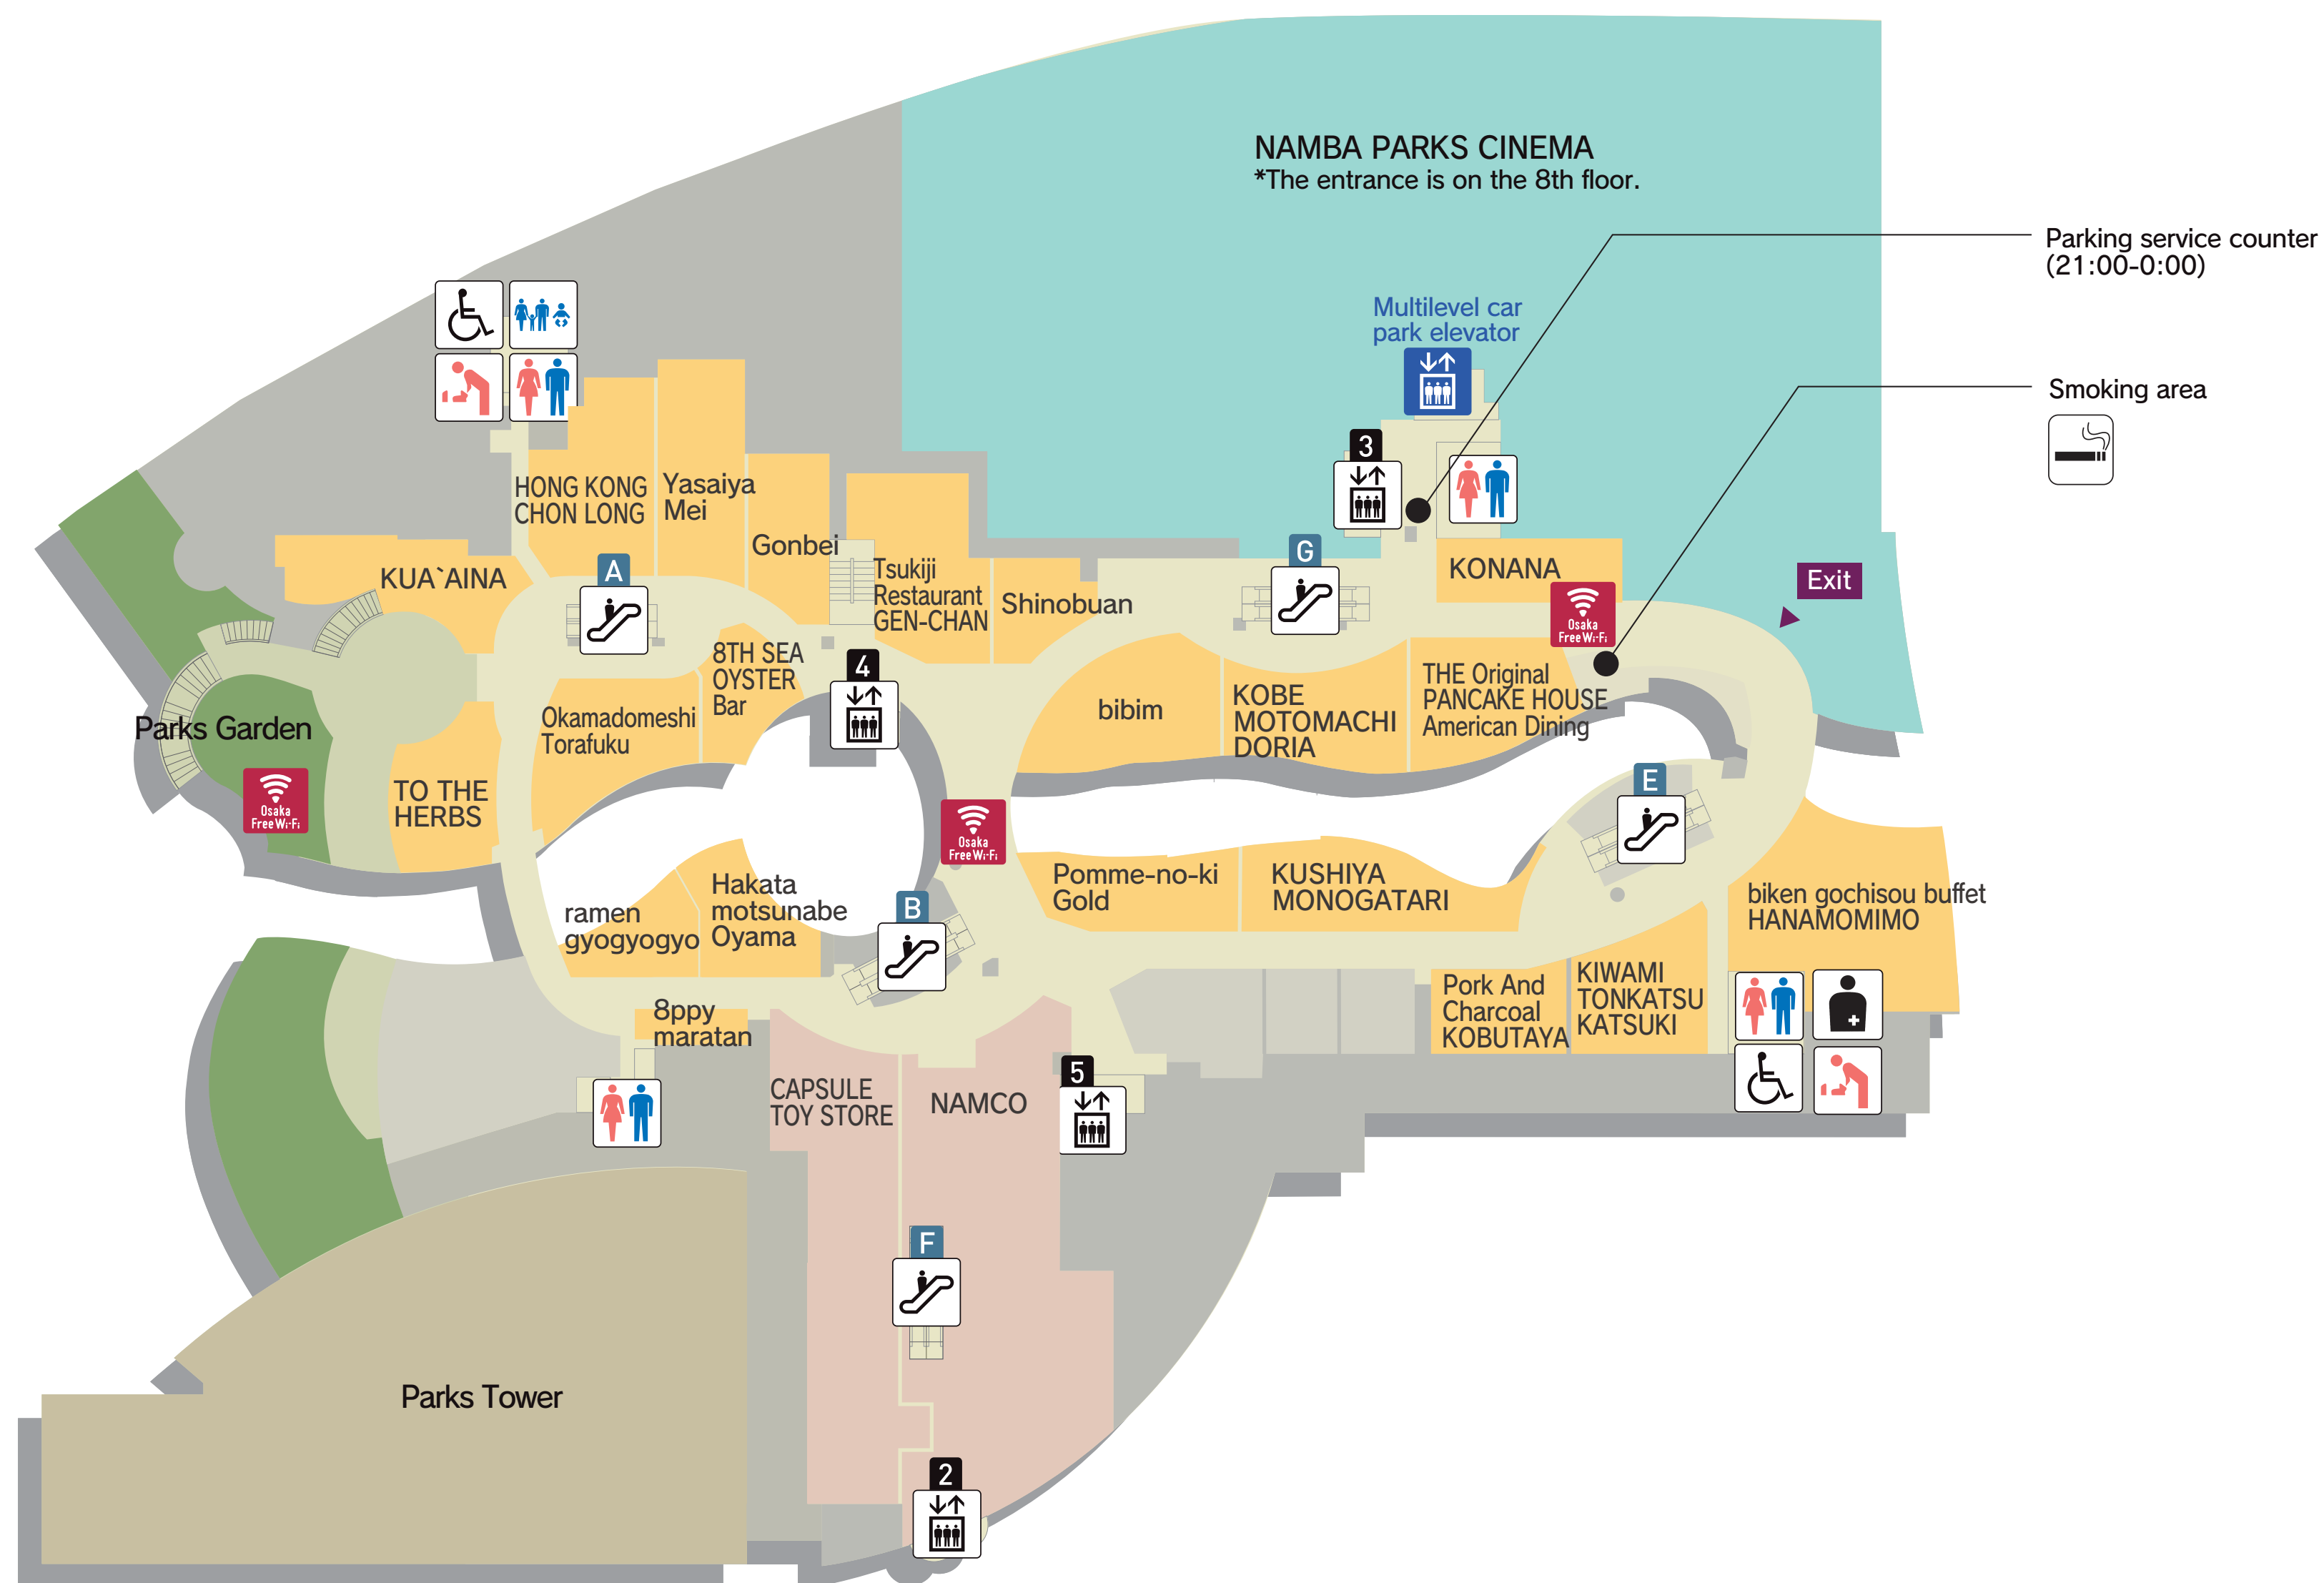 NAMBA PARKS CINEMA
*The entrance is on the 8th floor.
Parking service counter
(21:00-0:00)
Multilevel car
park elevator
Smoking area
3
HONG KONG
CHON LONG
Yasaiya
Mei
Gonbei
KUA`AINA
A
Tsukiji
Restaurant
GEN-CHAN
Shinobuan
G
KONANA
Exit
Osaka
Free Wi-Fi
8TH SEA
OYSTER
Bar
4
Okamadomeshi
Torafuku
bibim
KOBE
MOTOMACHI
DORIA
THE Original
PANCAKE HOUSE
American Dining
Parks Garden
Osaka
Free Wi-Fi
TO THE
HERBS
Osaka
Free Wi-Fi
E
ramen
gyogyogyo
Hakata
motsunabe
Oyama
B
Pomme-no-ki
Gold
KUSHIYA
MONOGATARI
biken gochisou buffet
HANAMOMIMO
8ppy
maratan
Pork And
Charcoal
KOBUTAYA
KIWAMI
TONKATSU
KATSUKI
CAPSULE
TOY STORE
NAMCO
5
F
Parks Tower
2